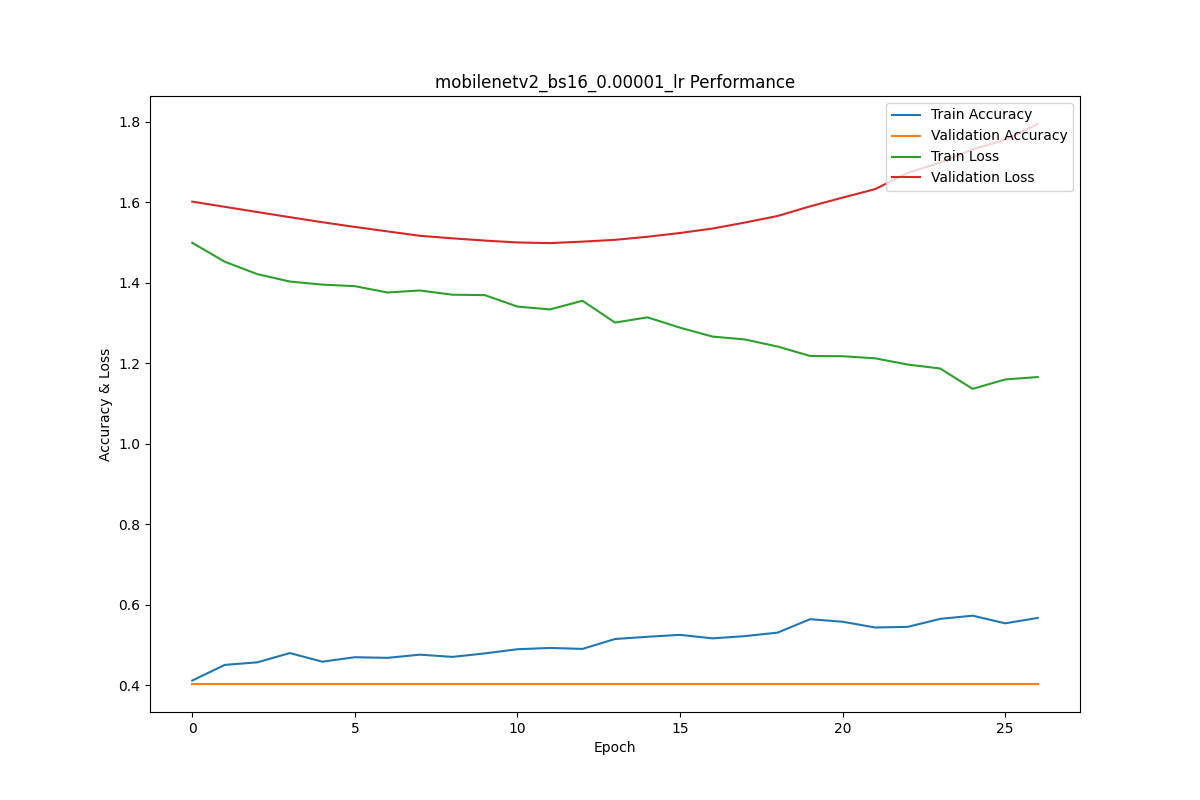 mobilenetv2_bs16_0.00001_lr Performance
Train Accuracy
Validation Accuracy
Train Loss
Validation Loss
Accuracy & Loss
1.8
1.6
1.4
1.2
1.0
0.8
0.6
0.4
0
5
10
15
20
25
Epoch